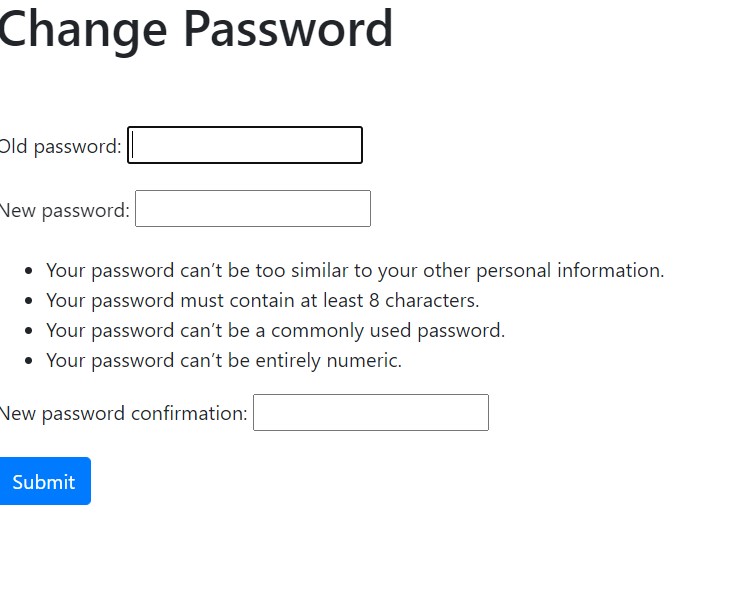 Change Password
Old password:
New password:
Your password can’t be too similar to your other personal information.
Your password must contain at least 8 characters.
Your password can’t be a commonly used password.
Your password can’t be entirely numeric.
New password confirmation:
Submit